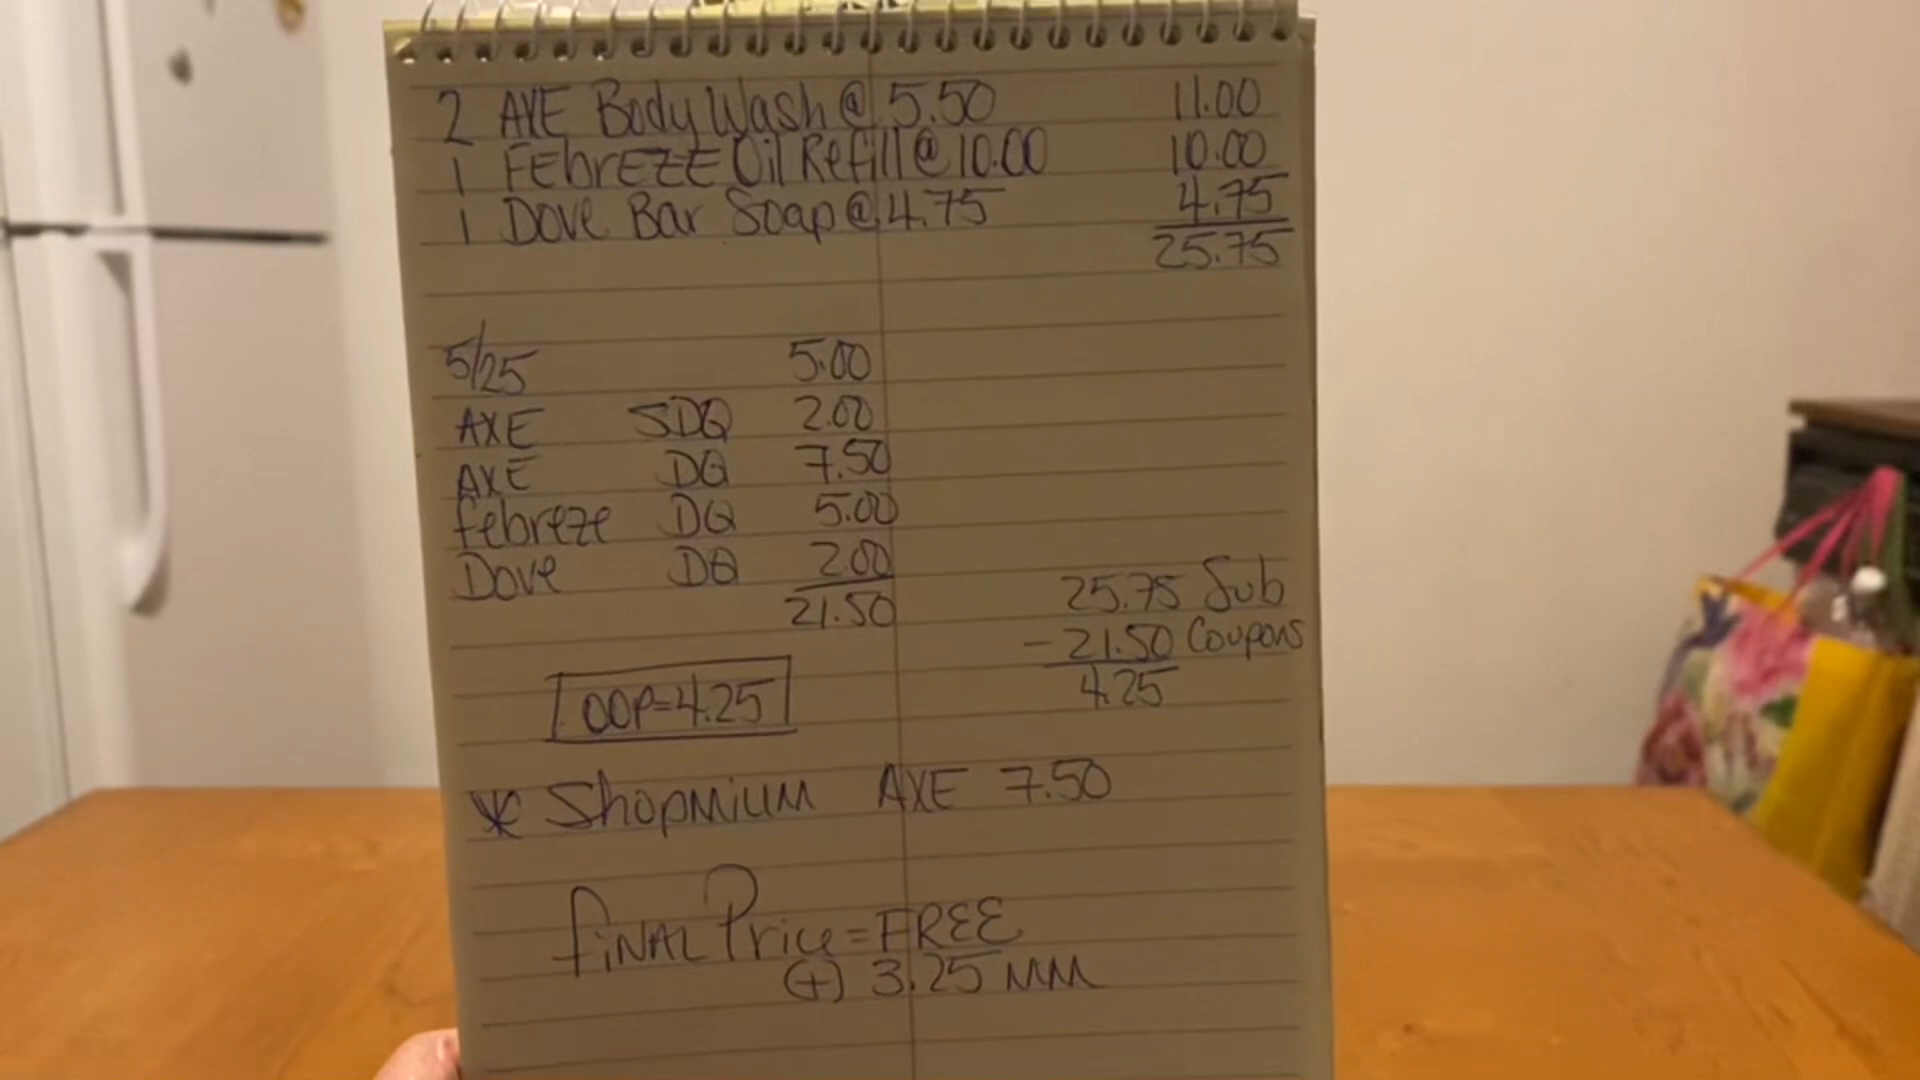 2 AXE Body Wash @ 5.50 11.00
1 FEbrEZE Oil Refill @ 10.00 10.00
1 Dove Bar Soap @ 4.75 4.75
25.75
5/25 5.00
AXE SDQ 2.00
AXE DQ 7.50
febreze DQ 5.00
Dove DQ 2.00
21.50
25.75 Sub
- 21.50 Coupons
4.25
OOP=4.25
* Shopmium AXE 7.50
fiNAL Price = FREE
(+) 3.25 MM